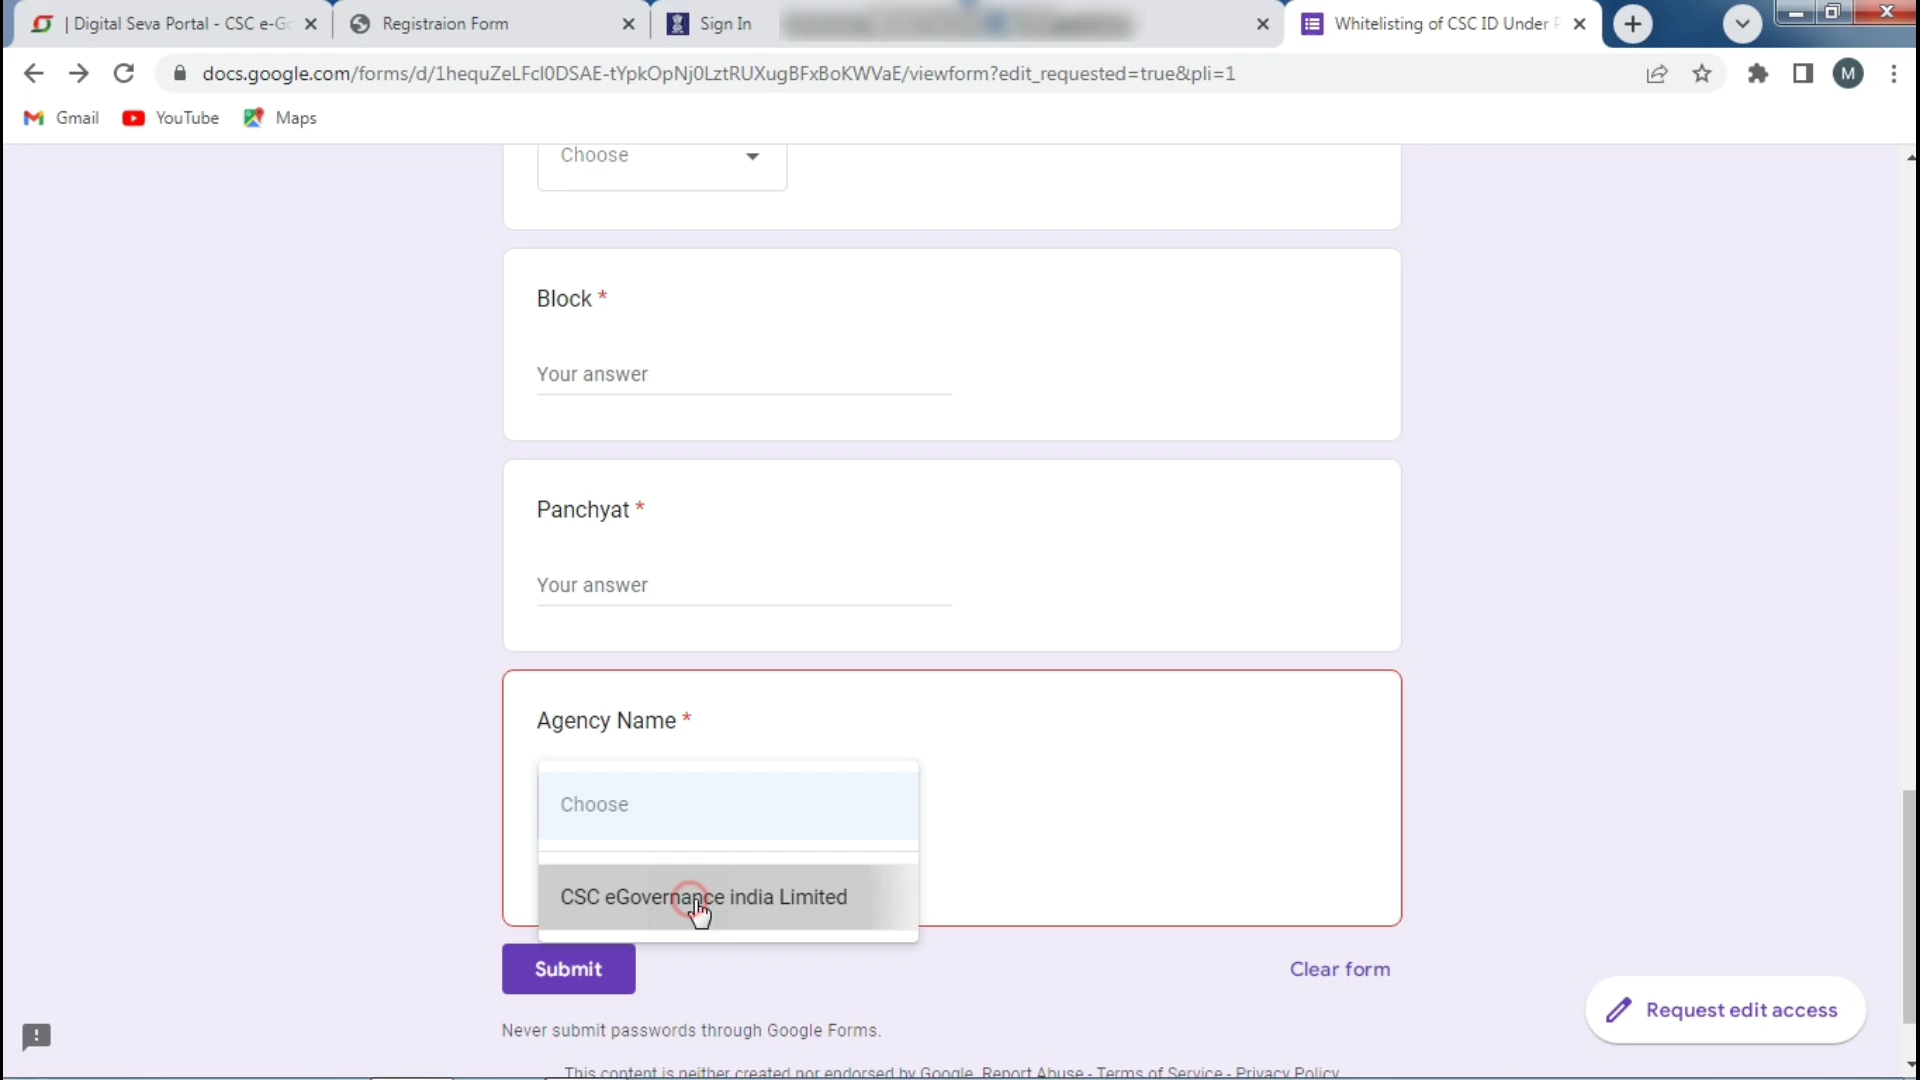 | Digital Seva Portal - CSC e-Go
Registraion Form
Sign In
Whitelisting of CSC ID Under P
docs.google.com/forms/d/1hequZeLFcI0DSAE-tYpkOpNj0LztRUXugBFxBoKWVaE/viewform?edit_requested=true&pli=1
M
Gmail
YouTube
Maps
Choose
Block *
Your answer
Panchyat *
Your answer
Agency Name *
Choose
CSC eGovernance india Limited
Submit
Clear form
Request edit access
Never submit passwords through Google Forms.
This content is neither created nor endorsed by Google. Report Abuse - Terms of Service - Privacy Policy